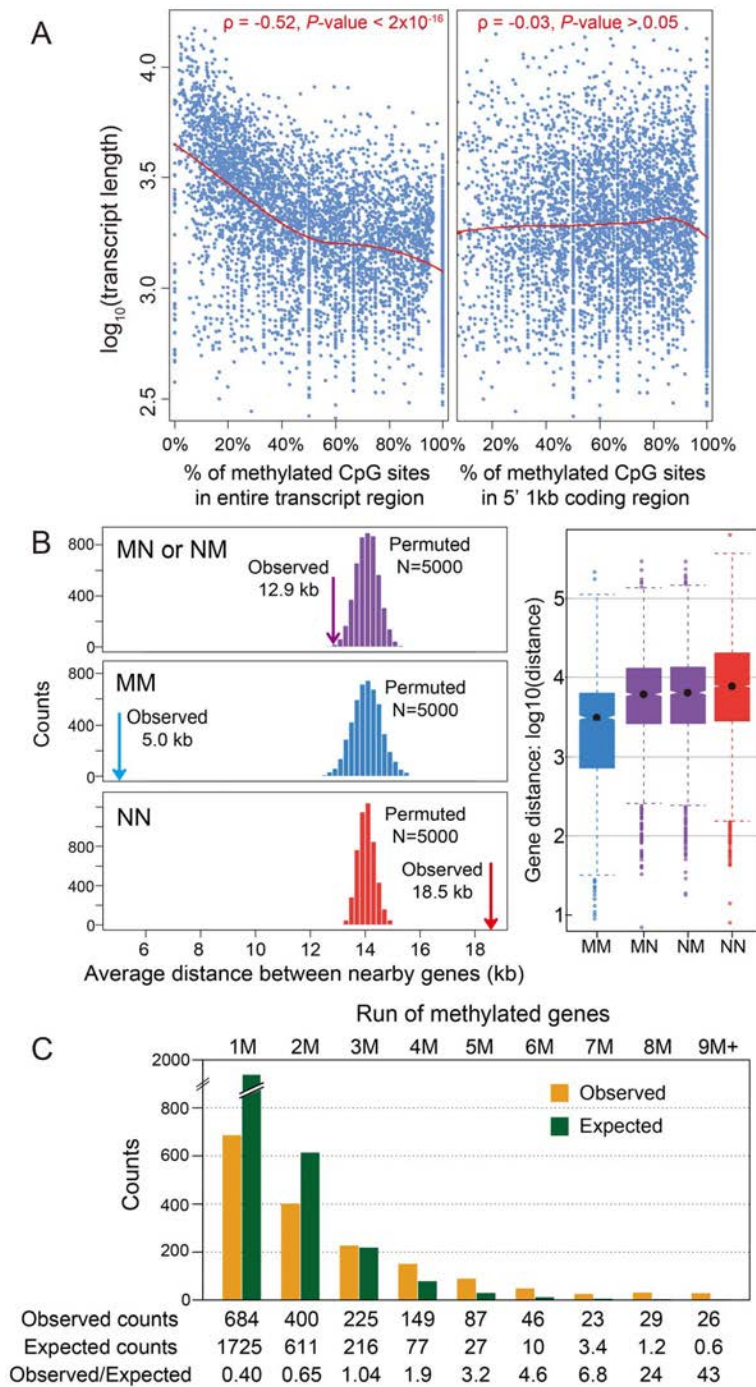 A
ρ = -0.52, P-value < 2x10⁻¹⁶
ρ = -0.03, P-value > 0.05
log₁₀(transcript length)
4.0
3.5
3.0
2.5
0% 20% 40% 60% 80% 100%
20% 40% 60% 80% 100%
% of methylated CpG sites
in entire transcript region
% of methylated CpG sites
in 5' 1kb coding region
B
MN or NM
Observed
12.9 kb
Permuted
N=5000
800
400
0
MM
Observed
5.0 kb
Permuted
N=5000
800
400
0
NN
Permuted
N=5000
Observed
18.5 kb
1200
800
400
0
Counts
6 8 10 12 14 16 18
Average distance between nearby genes (kb)
Gene distance: log10(distance)
5
4
3
2
1
MM MN NM NN
C
Run of methylated genes
1M 2M 3M 4M 5M 6M 7M 8M 9M+
2000
800
600
400
200
0
Counts
Observed
Expected
Observed counts 684 400 225 149 87 46 23 29 26
Expected counts 1725 611 216 77 27 10 3.4 1.2 0.6
Observed/Expected 0.40 0.65 1.04 1.9 3.2 4.6 6.8 24 43